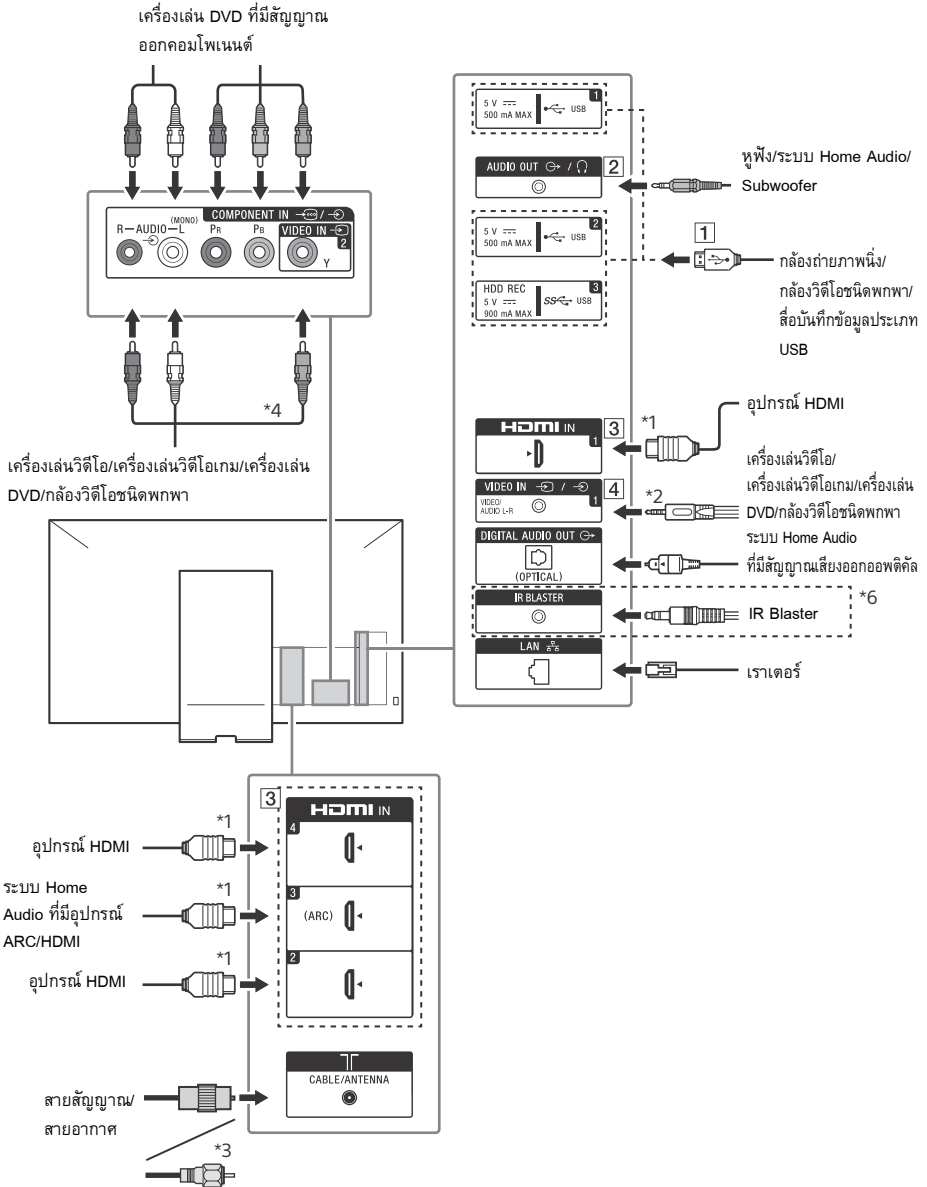 เครื่องเล่น DVD ที่มีสัญญาณ
ออกคอมโพเนนต์
(MONO)
R—AUDIO—L
COMPONENT IN /
PR
PB
VIDEO IN
2
Y
*4
เครื่องเล่นวิดีโอ/เครื่องเล่นวิดีโอเกม/เครื่องเล่น
DVD/กล้องวิดีโอชนิดพกพา
1
5 V
500 mA MAX
USB
AUDIO OUT /
2
หูฟัง/ระบบ Home Audio/
Subwoofer
2
5 V
500 mA MAX
USB
1
HDD REC
3
5 V
900 mA MAX
SS USB
กล้องถ่ายภาพนิ่ง/
กล้องวิดีโอชนิดพกพา/
สื่อบันทึกข้อมูลประเภท
USB
HDMI IN
1
3
*1
อุปกรณ์ HDMI
VIDEO IN /
VIDEO/
AUDIO L-R
1
4
*2
เครื่องเล่นวิดีโอ/
เครื่องเล่นวิดีโอเกม/เครื่องเล่น
DVD/กล้องวิดีโอชนิดพกพา
DIGITAL AUDIO OUT
(OPTICAL)
ระบบ Home Audio
ที่มีสัญญาณเสียงออกออพติคัล
IR BLASTER
IR Blaster
*6
LAN
เราเตอร์
3
HDMI IN
4
*1
อุปกรณ์ HDMI
3
(ARC)
*1
ระบบ Home
Audio ที่มีอุปกรณ์
ARC/HDMI
2
*1
อุปกรณ์ HDMI
CABLE/ANTENNA
สายสัญญาณ/
สายอากาศ
*3